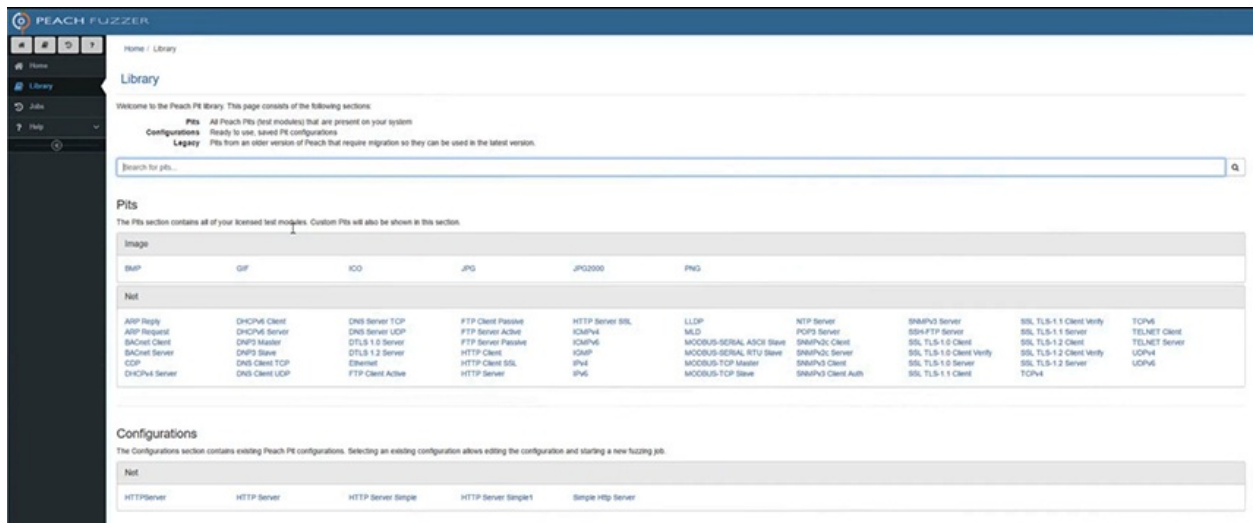 PEACH FUZZER
Home
Library
Jobs
Help
Home / Library
Library
Welcome to the Peach Pit library. This page consists of the following sections:
Pits All Peach Pits (test modules) that are present on your system
Configurations Ready to use, saved Pit configurations
Legacy Pits from an older version of Peach that require migration so they can be used in the latest version.
Search for pits...
Pits
The Pits section contains all of your licensed test modules. Custom Pits will also be shown in this section.
Image
BMP GIF ICO JPG JPG2000 PNG
Net
ARP Reply DHCPv6 Client DNS Server TCP FTP Client Passive HTTP Server SSL LLDP NTP Server SNMPv3 Server SSL TLS-1.1 Client Verify TCPv6
ARP Request DHCPv6 Server DNS Server UDP FTP Server Active ICMPv4 MLD POP3 Server SSH-FTP Server SSL TLS-1.1 Server TELNET Client
BACnet Client DNP3 Master DTLS 1.0 Server FTP Server Passive ICMPv6 MODBUS-SERIAL ASCII Slave SNMPv2c Client SSL TLS-1.0 Client SSL TLS-1.2 Client TELNET Server
BACnet Server DNP3 Slave DTLS 1.2 Server HTTP Client IGMP MODBUS-SERIAL RTU Slave SNMPv2c Server SSL TLS-1.0 Client Verify SSL TLS-1.2 Client Verify UDPv4
CDP DNS Client TCP Ethernet HTTP Client SSL IPv4 MODBUS-TCP Master SNMPv3 Client SSL TLS-1.0 Server SSL TLS-1.2 Server UDPv6
DHCPv4 Server DNS Client UDP FTP Client Active HTTP Server IPv6 MODBUS-TCP Slave SNMPv3 Client Auth SSL TLS-1.1 Client TCPv4
Configurations
The Configurations section contains existing Peach Pit configurations. Selecting an existing configuration allows editing the configuration and starting a new fuzzing job.
Net
HTTPServer HTTP Server HTTP Server Simple HTTP Server Simple1 Simple Http Server